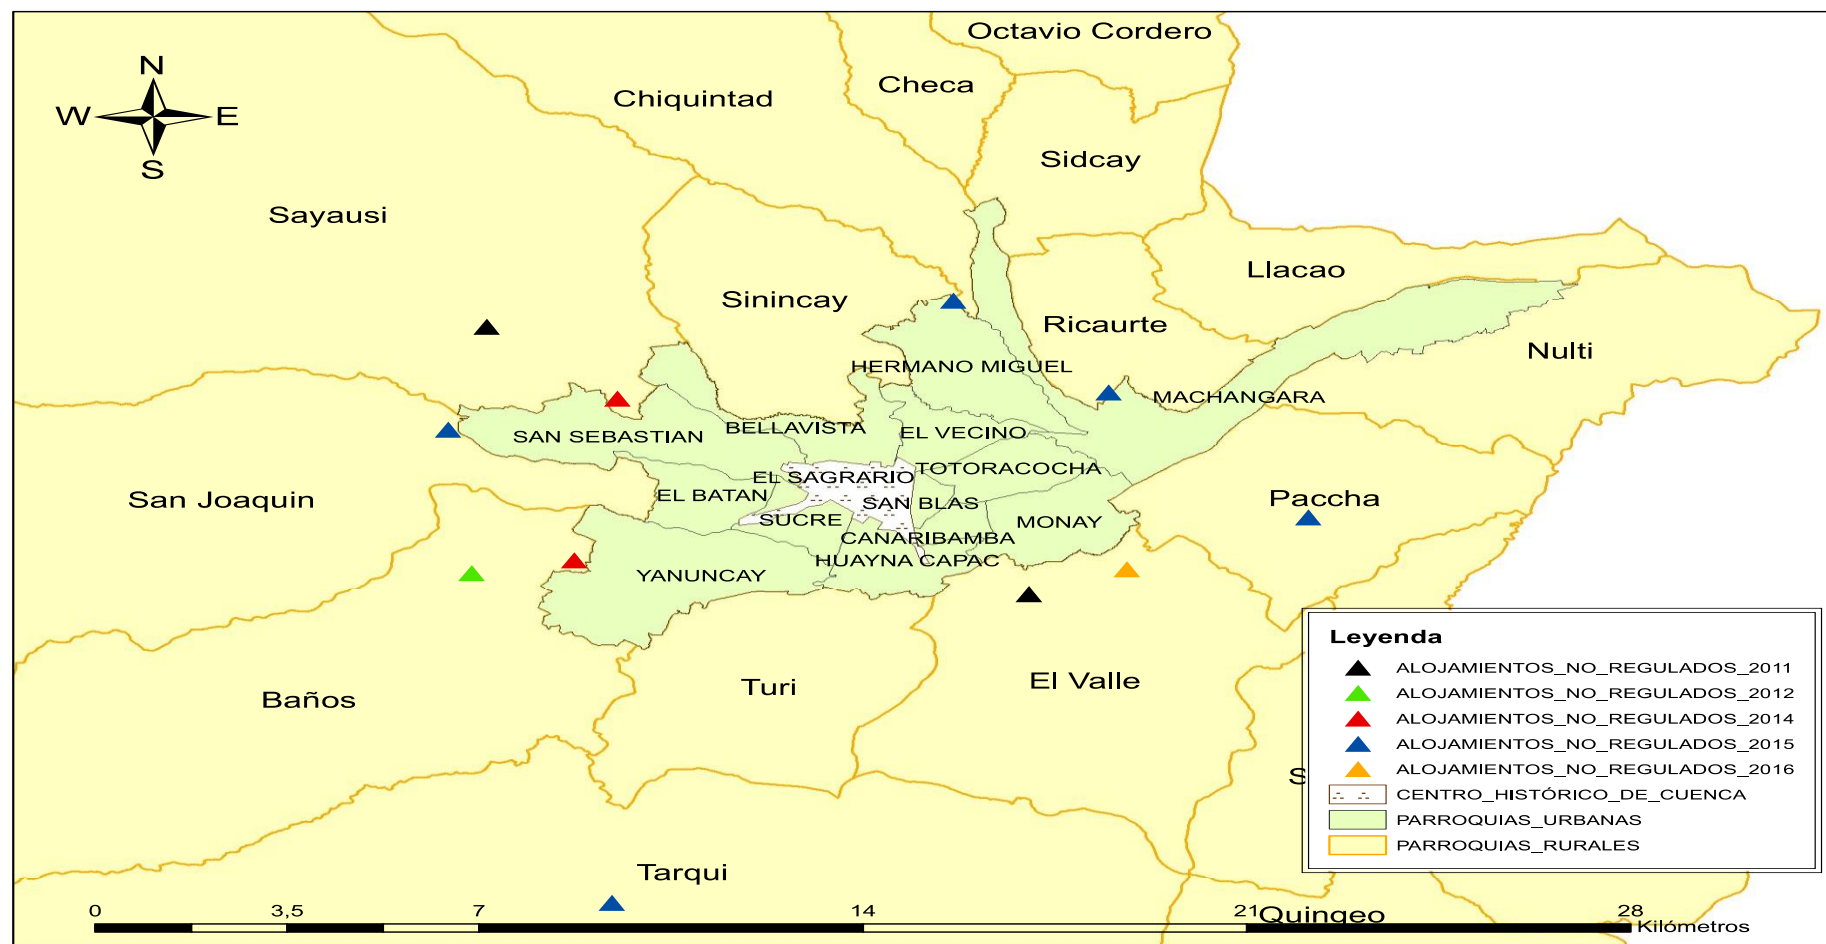 Octavio Cordero
Checa
Chiquintad
N
W
E
S
Sidcay
Sayausi
Llacao
Sinincay
Ricaurte
Nulti
HERMANO MIGUEL
MACHANGARA
BELLAVISTA
EL VECINO
SAN SEBASTIAN
TOTORACOCHA
EL SAGRARIO
EL BATAN
SAN BLAS
San Joaquin
Paccha
SUCRE
MONAY
CANARIBAMBA
HUAYNA CAPAC
YANUNCAY
Baños
Turi
El Valle
S
Tarqui
Quingeo
Leyenda
ALOJAMIENTOS_NO_REGULADOS_2011
ALOJAMIENTOS_NO_REGULADOS_2012
ALOJAMIENTOS_NO_REGULADOS_2014
ALOJAMIENTOS_NO_REGULADOS_2015
ALOJAMIENTOS_NO_REGULADOS_2016
CENTRO_HISTÓRICO_DE_CUENCA
PARROQUIAS_URBANAS
PARROQUIAS_RURALES
0 3,5 7 14 21 28
Kilómetros